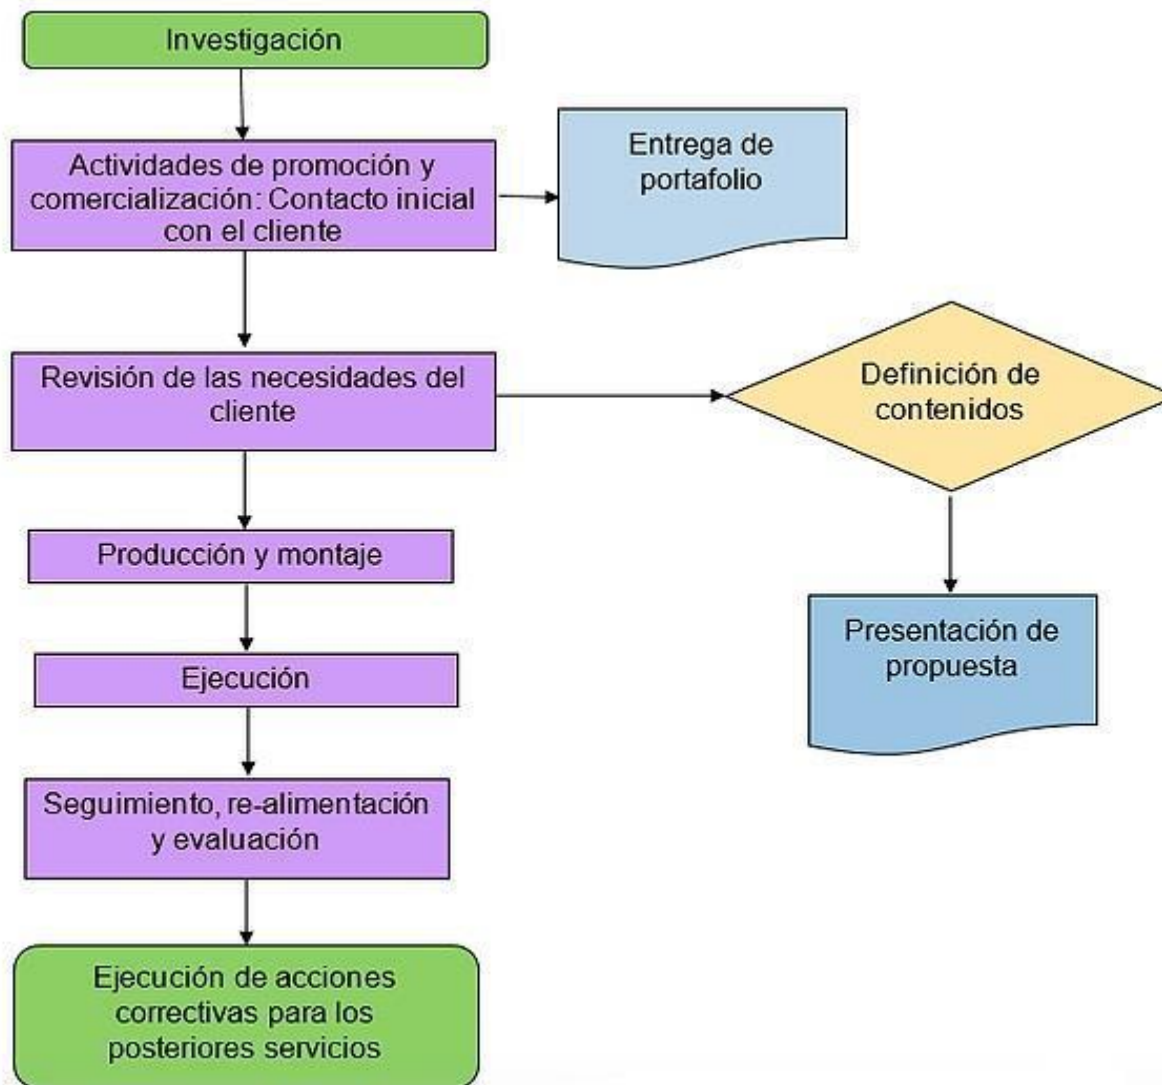 Investigación
Actividades de promoción y
comercialización: Contacto inicial
con el cliente
Entrega de
portafolio
Revisión de las necesidades del
cliente
Definición de
contenidos
Producción y montaje
Presentación de
propuesta
Ejecución
Seguimiento, re-alimentación
y evaluación
Ejecución de acciones
correctivas para los
posteriores servicios